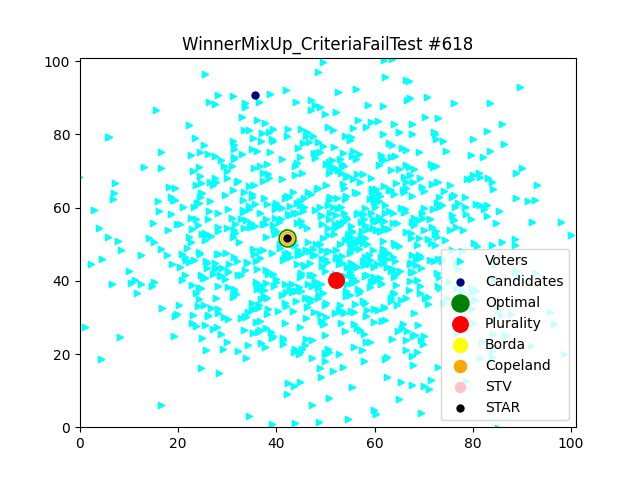 WinnerMixUp_CriteriaFailTest #618
100
80
60
40
20
0
0 20 40 60 80 100
Voters
Candidates
Optimal
Plurality
Borda
Copeland
STV
STAR